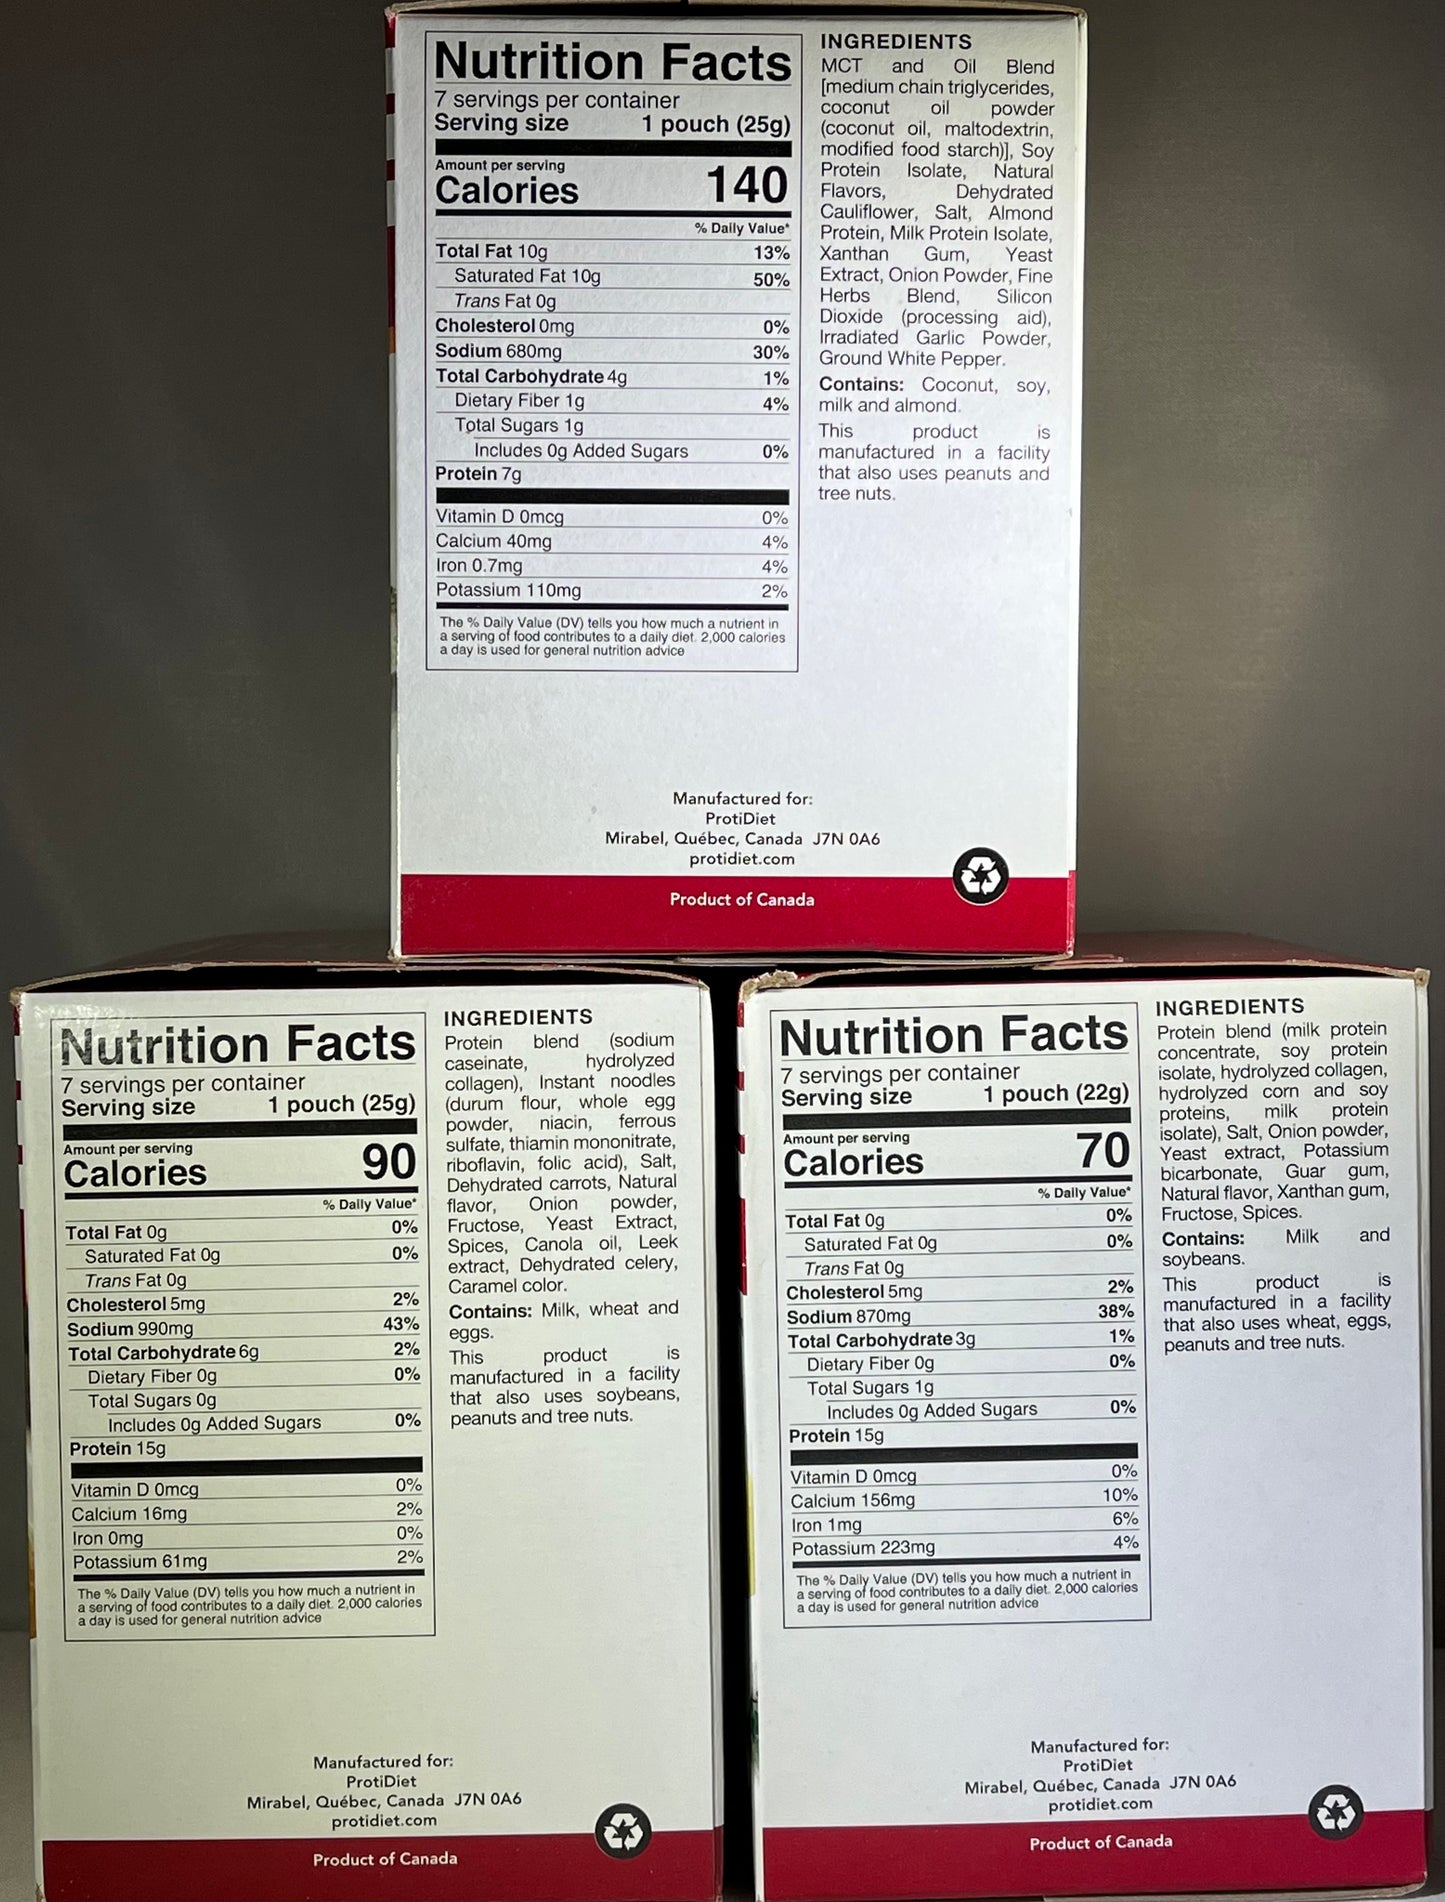 Nutrition Facts
7 servings per container
Serving size 1 pouch (25g)
Amount per serving
Calories 140
% Daily Value*
Total Fat 10g 13%
Saturated Fat 10g 50%
Trans Fat 0g
Cholesterol 0mg 0%
Sodium 680mg 30%
Total Carbohydrate 4g 1%
Dietary Fiber 1g 4%
Total Sugars 1g
Includes 0g Added Sugars 0%
Protein 7g
Vitamin D 0mcg 0%
Calcium 40mg 4%
Iron 0.7mg 4%
Potassium 110mg 2%
The % Daily Value (DV) tells you how much a nutrient in
a serving of food contributes to a daily diet. 2,000 calories
a day is used for general nutrition advice
INGREDIENTS
MCT and Oil Blend
[medium chain triglycerides,
coconut oil powder
(coconut oil, maltodextrin,
modified food starch)], Soy
Protein Isolate, Natural
Flavors, Dehydrated
Cauliflower, Salt, Almond
Protein, Milk Protein Isolate,
Xanthan Gum, Yeast
Extract, Onion Powder, Fine
Herbs Blend, Silicon
Dioxide (processing aid),
Irradiated Garlic Powder,
Ground White Pepper.
Contains: Coconut, soy,
milk and almond.
This product is
manufactured in a facility
that also uses peanuts and
tree nuts.
Manufactured for:
ProtiDiet
Mirabel, Québec, Canada J7N 0A6
protidiet.com
Product of Canada
Nutrition Facts
7 servings per container
Serving size 1 pouch (25g)
Amount per serving
Calories 90
% Daily Value*
Total Fat 0g 0%
Saturated Fat 0g 0%
Trans Fat 0g
Cholesterol 5mg 2%
Sodium 990mg 43%
Total Carbohydrate 6g 2%
Dietary Fiber 0g 0%
Total Sugars 0g
Includes 0g Added Sugars 0%
Protein 15g
Vitamin D 0mcg 0%
Calcium 16mg 2%
Iron 0mg 0%
Potassium 61mg 2%
The % Daily Value (DV) tells you how much a nutrient in
a serving of food contributes to a daily diet. 2,000 calories
a day is used for general nutrition advice
INGREDIENTS
Protein blend (sodium
caseinate, hydrolyzed
collagen), Instant noodles
(durum flour, whole egg
powder, niacin, ferrous
sulfate, thiamin mononitrate,
riboflavin, folic acid), Salt,
Dehydrated carrots, Natural
flavor, Onion powder,
Fructose, Yeast Extract,
Spices, Canola oil, Leek
extract, Dehydrated celery,
Caramel color.
Contains: Milk, wheat and
eggs.
This product is
manufactured in a facility
that also uses soybeans,
peanuts and tree nuts.
Manufactured for:
ProtiDiet
Mirabel, Québec, Canada J7N 0A6
protidiet.com
Product of Canada
Nutrition Facts
7 servings per container
Serving size 1 pouch (22g)
Amount per serving
Calories 70
% Daily Value*
Total Fat 0g 0%
Saturated Fat 0g 0%
Trans Fat 0g
Cholesterol 5mg 2%
Sodium 870mg 38%
Total Carbohydrate 3g 1%
Dietary Fiber 0g 0%
Total Sugars 1g
Includes 0g Added Sugars 0%
Protein 15g
Vitamin D 0mcg 0%
Calcium 156mg 10%
Iron 1mg 6%
Potassium 223mg 4%
The % Daily Value (DV) tells you how much a nutrient in
a serving of food contributes to a daily diet. 2,000 calories
a day is used for general nutrition advice
INGREDIENTS
Protein blend (milk protein
concentrate, soy protein
isolate, hydrolyzed collagen,
hydrolyzed corn and soy
proteins, milk protein
isolate), Salt, Onion powder,
Yeast extract, Potassium
bicarbonate, Guar gum,
Natural flavor, Xanthan gum,
Fructose, Spices.
Contains: Milk and
soybeans.
This product is
manufactured in a facility
that also uses wheat, eggs,
peanuts and tree nuts.
Manufactured for:
ProtiDiet
Mirabel, Québec, Canada J7N 0A6
protidiet.com
Product of Canada